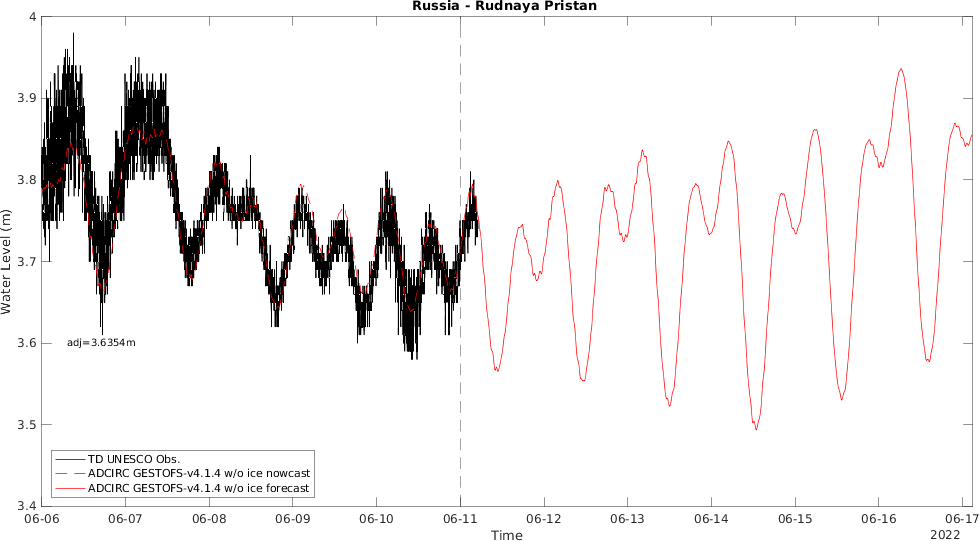 Russia - Rudnaya Pristan
4
3.9
3.8
3.7
3.6
3.5
3.4
Water Level (m)
adj=3.6354m
TD UNESCO Obs.
ADCIRC GESTOFS-v4.1.4 w/o ice nowcast
ADCIRC GESTOFS-v4.1.4 w/o ice forecast
06-06 06-07 06-08 06-09 06-10 06-11 06-12 06-13 06-14 06-15 06-16 06-17
Time
2022